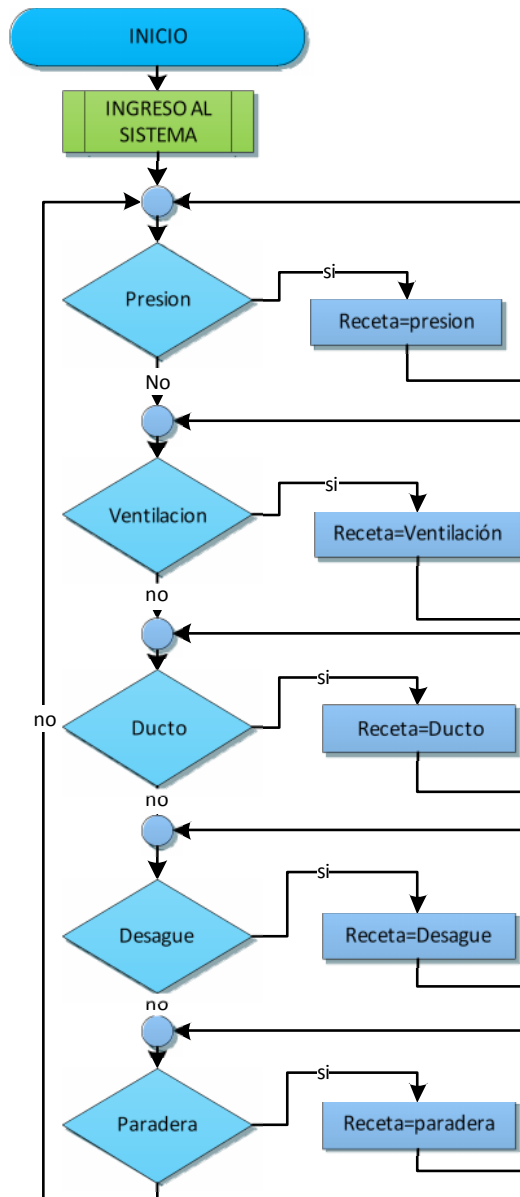 INICIO
INGRESO AL
SISTEMA
si
Presion
Receta=presion
No
si
Ventilacion
Receta=Ventilación
no
si
no
Ducto
Receta=Ducto
no
si
Desague
Receta=Desague
no
si
Paradera
Receta=paradera